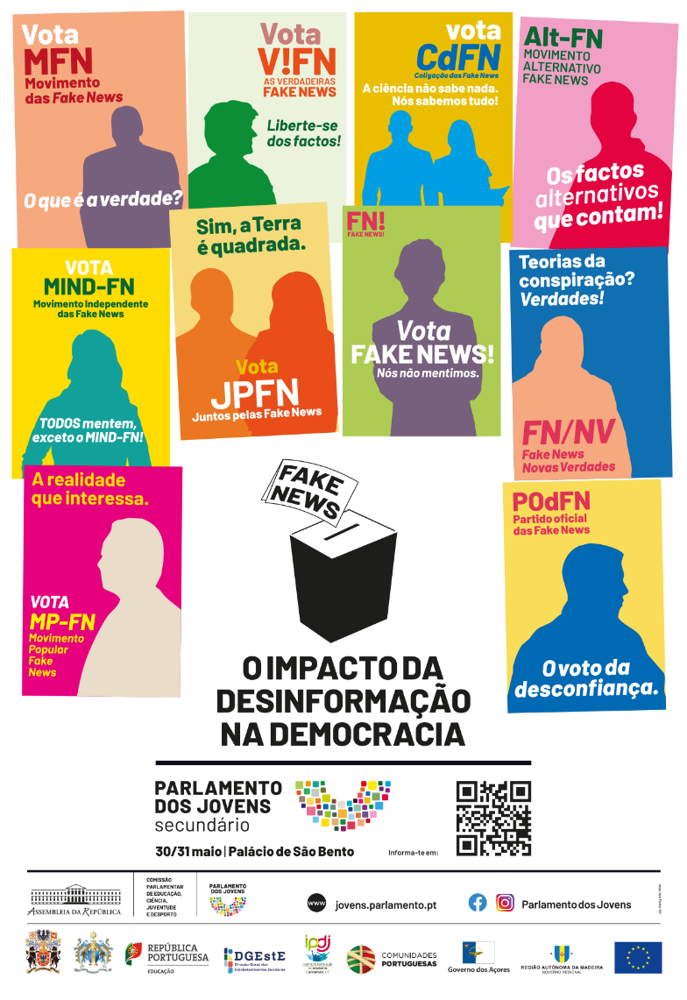 Vota
MFN
Movimento
das Fake News
O que é a verdade?
Vota
V!FN
AS VERDADEIRAS
FAKE NEWS
Liberte-se
dos factos!
vota
CdFN
Coligação das Fake News
A ciência não sabe nada.
Nós sabemos tudo!
Alt-FN
MOVIMENTO
ALTERNATIVO
FAKE NEWS
Os factos
alternativos
que contam!
VOTA
MIND-FN
Movimento Independente
das Fake News
TODOS mentem,
exceto o MIND-FN!
Sim, a Terra
é quadrada.
Vota
JPFN
Juntos pelas Fake News
FN!
FAKE NEWS!
Vota
FAKE NEWS!
Nós não mentimos.
Teorias da
conspiração?
Verdades!
FN/NV
Fake News
Novas Verdades
A realidade
que interessa.
VOTA
MP-FN
Movimento
Popular
Fake
News
FAKE
NEWS
POdFN
Partido oficial
das Fake News
O voto da
desconfiança.
O IMPACTO DA
DESINFORMAÇÃO
NA DEMOCRACIA
PARLAMENTO
DOS JOVENS
secundário
30/31 maio | Palácio de São Bento
Informa-te em:
ASSEMBLEIA DA REPÚBLICA
COMISSÃO
PARLAMENTAR
DE EDUCAÇÃO,
CIÊNCIA,
JUVENTUDE
E DESPORTO
PARLAMENTO
DOS JOVENS
www
jovens.parlamento.pt
Parlamento dos Jovens
REPÚBLICA
PORTUGUESA
EDUCAÇÃO
DGEstE
Direção-Geral dos
Estabelecimentos Escolares
ipdj
COMUNIDADES
PORTUGUESAS
Governo dos Açores
REGIÃO AUTÓNOMA DA MADEIRA
GOVERNO REGIONAL